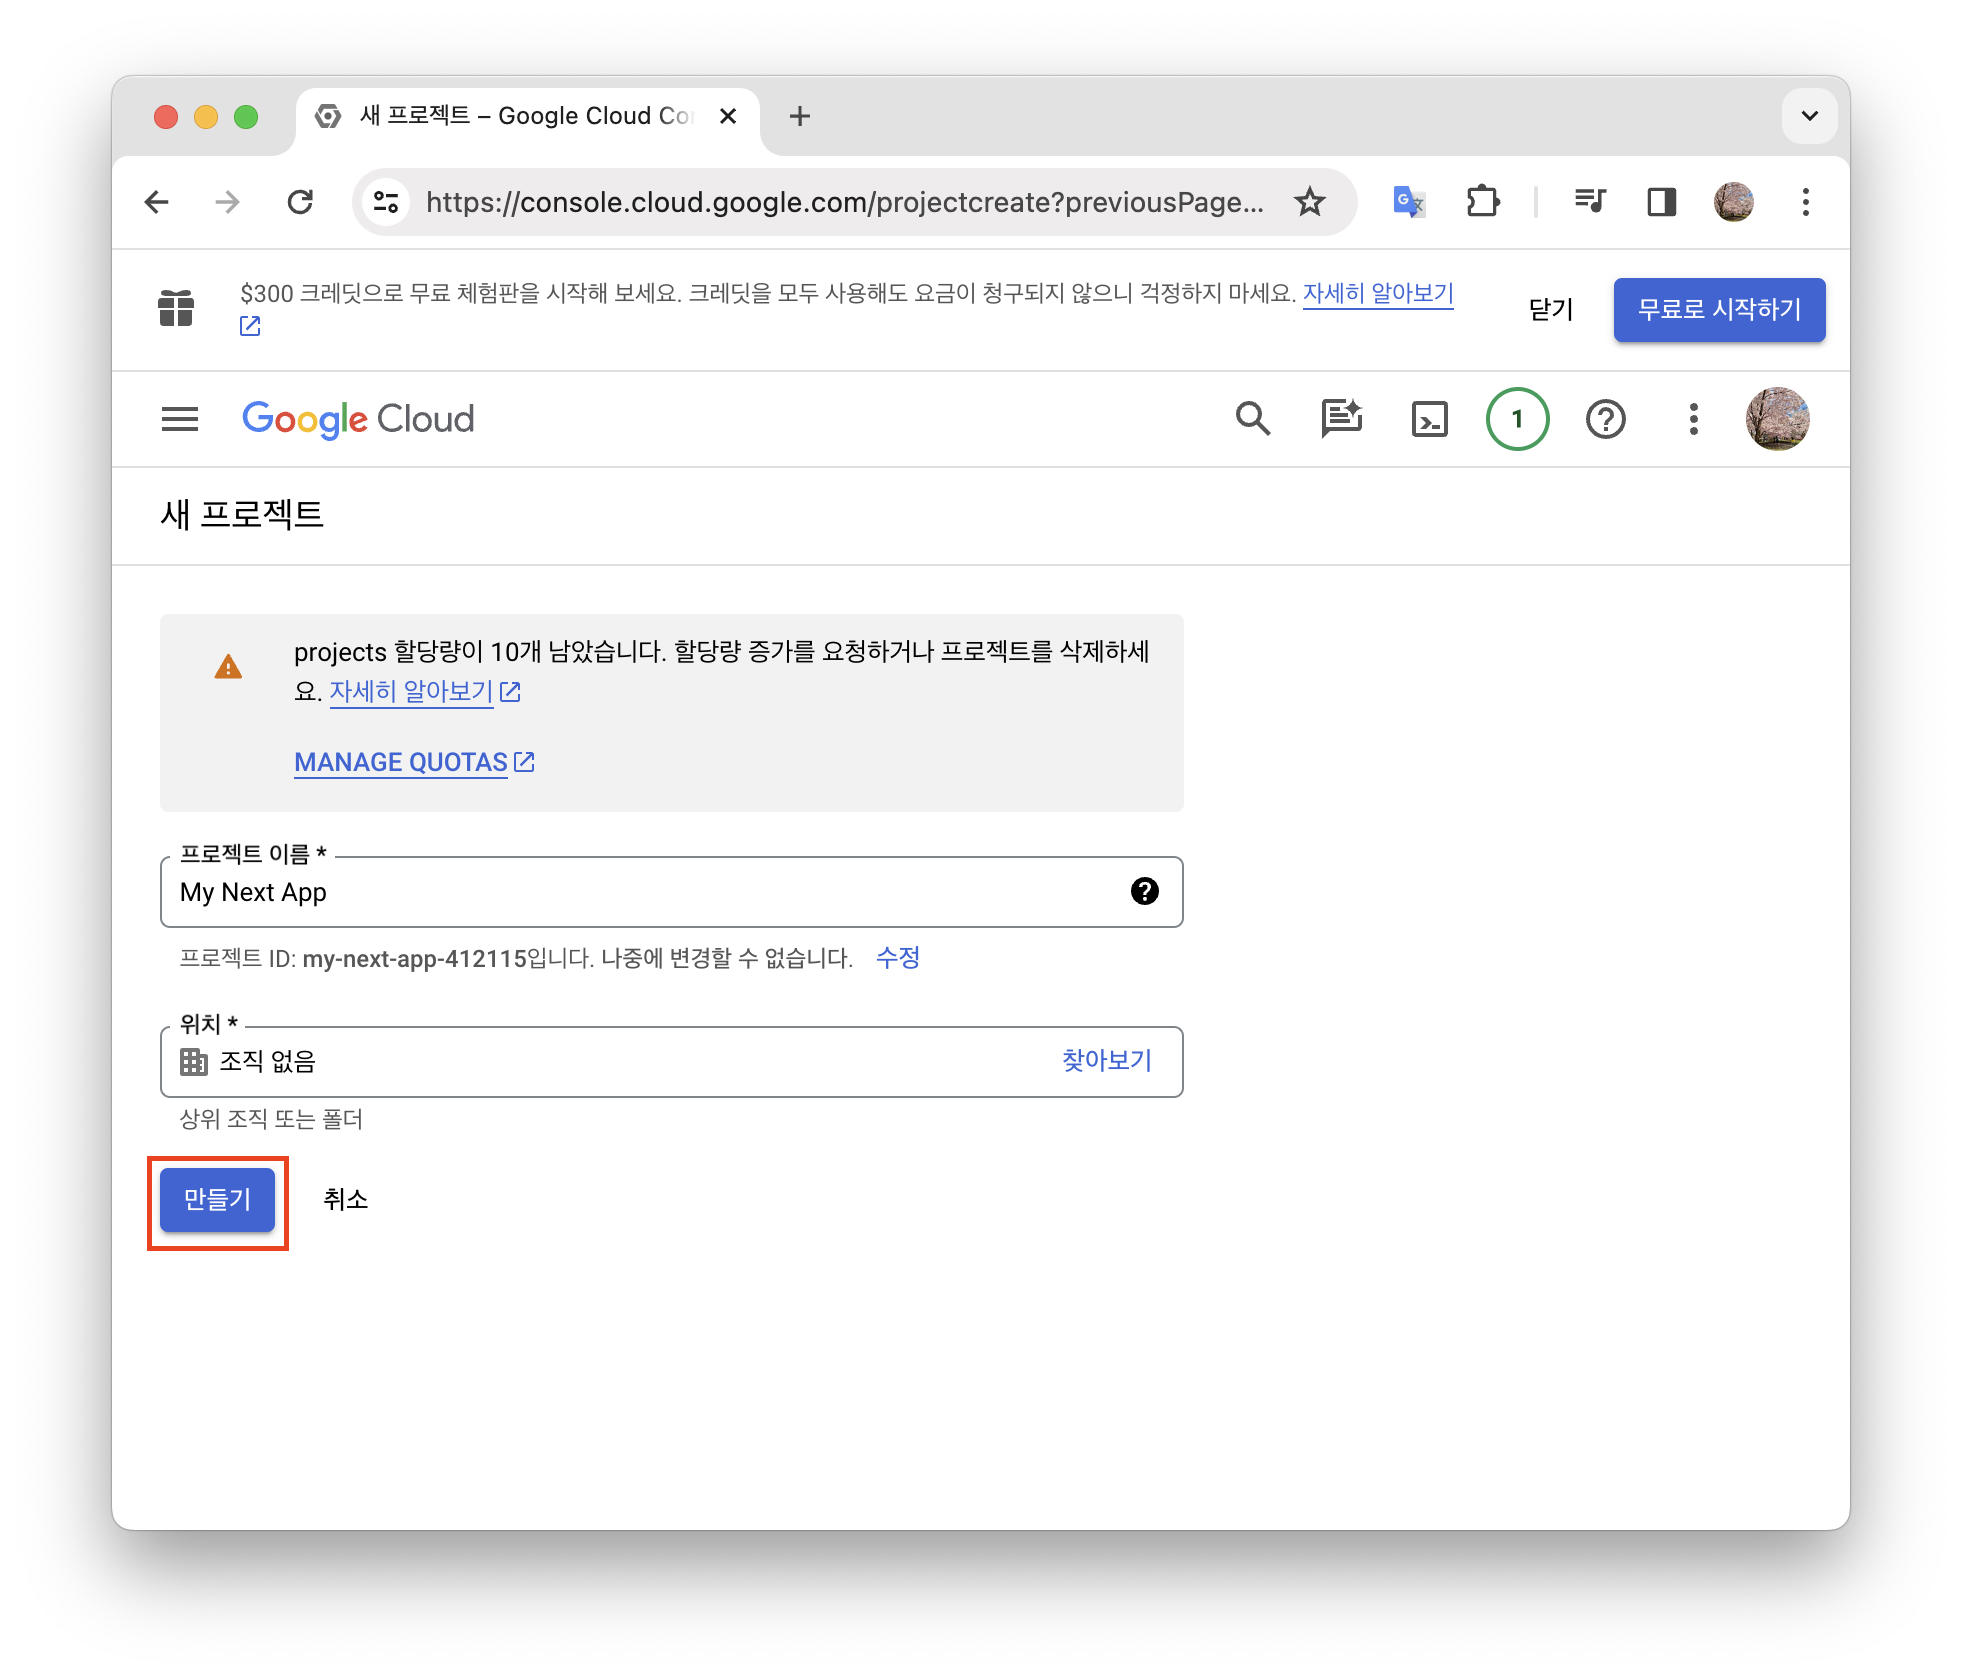 새 프로젝트 – Google Cloud Co
https://console.cloud.google.com/projectcreate?previousPage...
$300 크레딧으로 무료 체험판을 시작해 보세요. 크레딧을 모두 사용해도 요금이 청구되지 않으니 걱정하지 마세요. 자세히 알아보기
닫기
무료로 시작하기
Google Cloud
1
새 프로젝트
projects 할당량이 10개 남았습니다. 할당량 증가를 요청하거나 프로젝트를 삭제하세
요. 자세히 알아보기
MANAGE QUOTAS
프로젝트 이름 *
My Next App
프로젝트 ID: my-next-app-412115입니다. 나중에 변경할 수 없습니다. 수정
위치 *
조직 없음
찾아보기
상위 조직 또는 폴더
만들기
취소